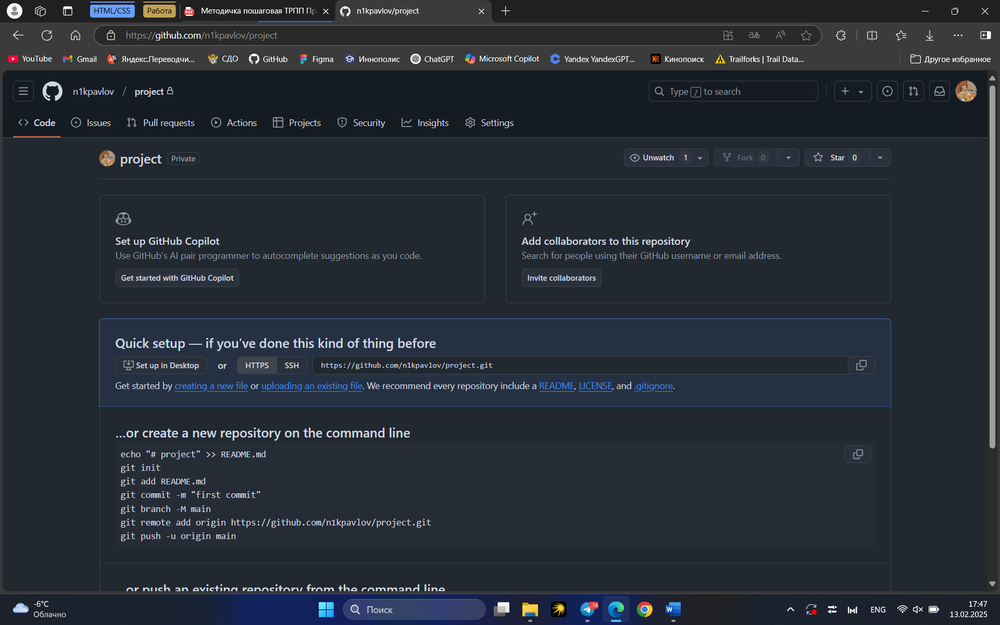 HTML/CSS
Работа
Методичка пошаговая ТРПП Пр
n1kpavlov/project
https://github.com/n1kpavlov/project
YouTube
Gmail
Яндекс.Переводчи...
СДО
GitHub
Figma
Иннополис
ChatGPT
Microsoft Copilot
Yandex YandexGPT...
Кинопоиск
Trailforks | Trail Data...
Другое избранное
n1kpavlov / project
Type / to search
Code
Issues
Pull requests
Actions
Projects
Security
Insights
Settings
project Private
Unwatch 1
Fork 0
Star 0
Set up GitHub Copilot
Use GitHub's AI pair programmer to autocomplete suggestions as you code.
Get started with GitHub Copilot
Add collaborators to this repository
Search for people using their GitHub username or email address.
Invite collaborators
Quick setup — if you’ve done this kind of thing before
Set up in Desktop or HTTPS SSH https://github.com/n1kpavlov/project.git
Get started by creating a new file or uploading an existing file. We recommend every repository include a README, LICENSE, and .gitignore.
…or create a new repository on the command line
echo "# project" >> README.md
git init
git add README.md
git commit -m "first commit"
git branch -M main
git remote add origin https://github.com/n1kpavlov/project.git
git push -u origin main
…or push an existing repository from the command line
-6°C
Облачно
Поиск
74
ENG
17:47
13.02.2025